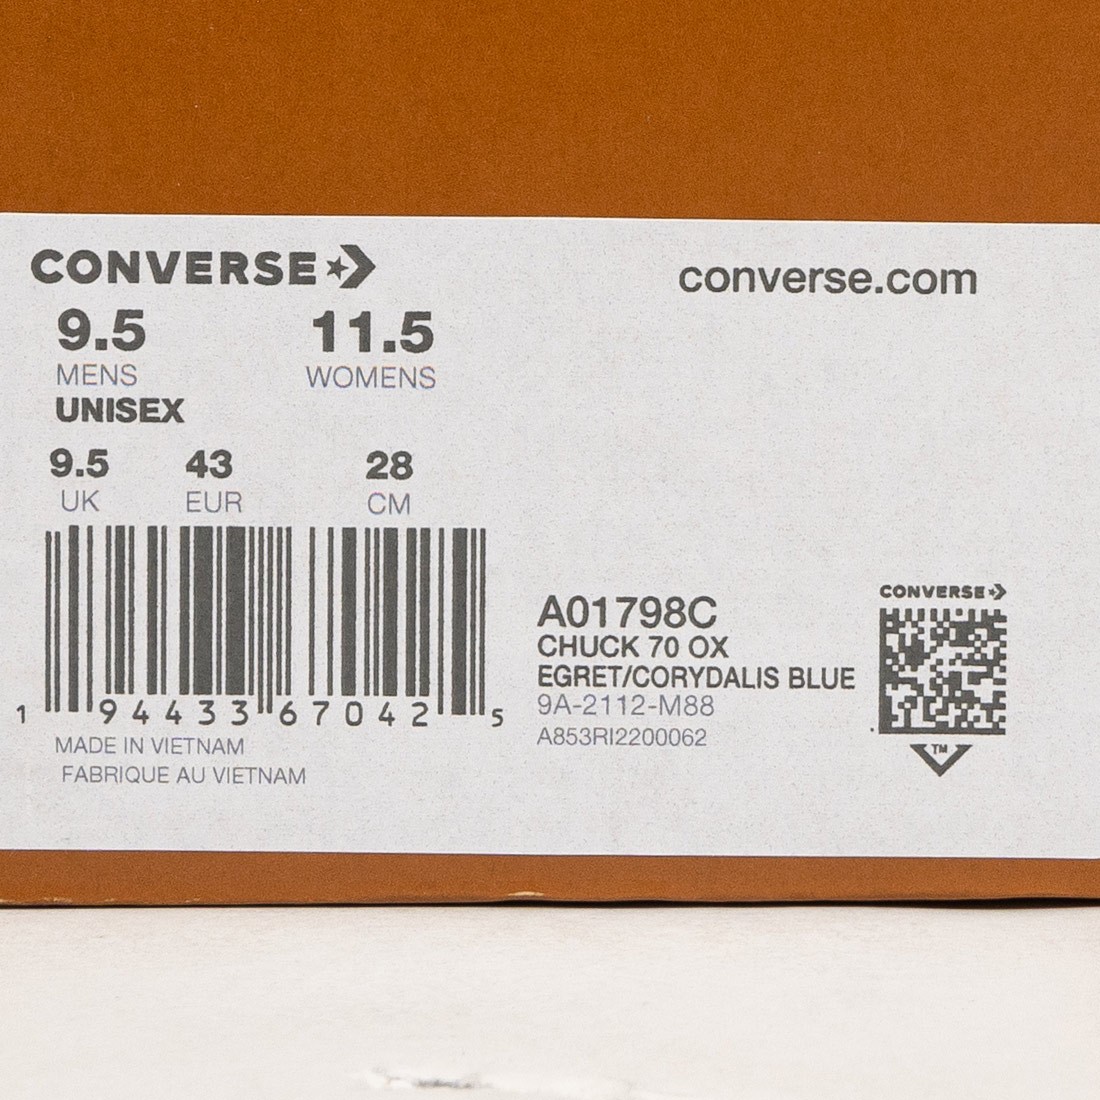 CONVERSE
converse.com
9.5 11.5
MENS WOMENS
UNISEX
9.5 43 28
UK EUR CM
1 94433 67042 5
MADE IN VIETNAM
FABRIQUE AU VIETNAM
A01798C
CHUCK 70 OX
EGRET/CORYDALIS BLUE
9A-2112-M88
A853RI2200062
CONVERSE
TM